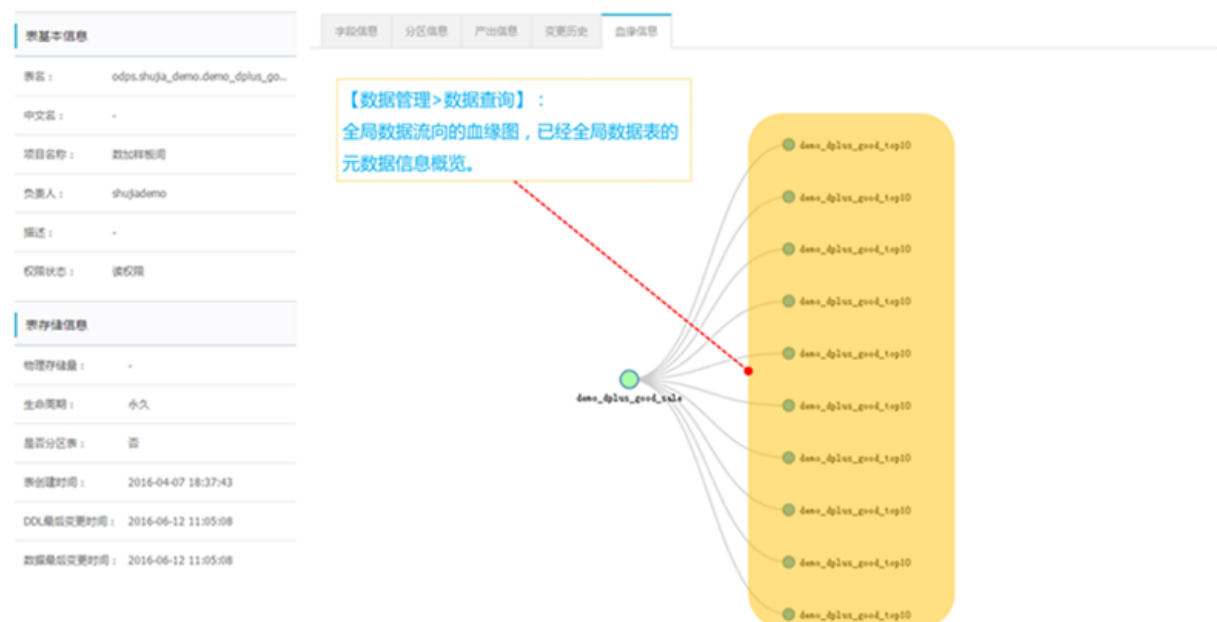 表基本信息
表名： odps.shujia_demo.demo_dplus_go...
中文名： -
项目名称： 数加样板间
负责人： shujiademo
描述： -
权限状态： 读权限
表存储信息
物理存储量： -
生命周期： 永久
是否分区表： 否
表创建时间： 2016-04-07 18:37:43
DDL最后变更时间： 2016-06-12 11:05:08
数据最后变更时间： 2016-06-12 11:05:08
字段信息 分区信息 产出信息 变更历史 血缘信息
【数据管理>数据查询】：
全局数据流向的血缘图，已经全局数据表的
元数据信息概览。
demo_dplus_good_sale
demo_dplus_good_top10
demo_dplus_good_top10
demo_dplus_good_top10
demo_dplus_good_top10
demo_dplus_good_top10
demo_dplus_good_top10
demo_dplus_good_top10
demo_dplus_good_top10
demo_dplus_good_top10
demo_dplus_good_top10